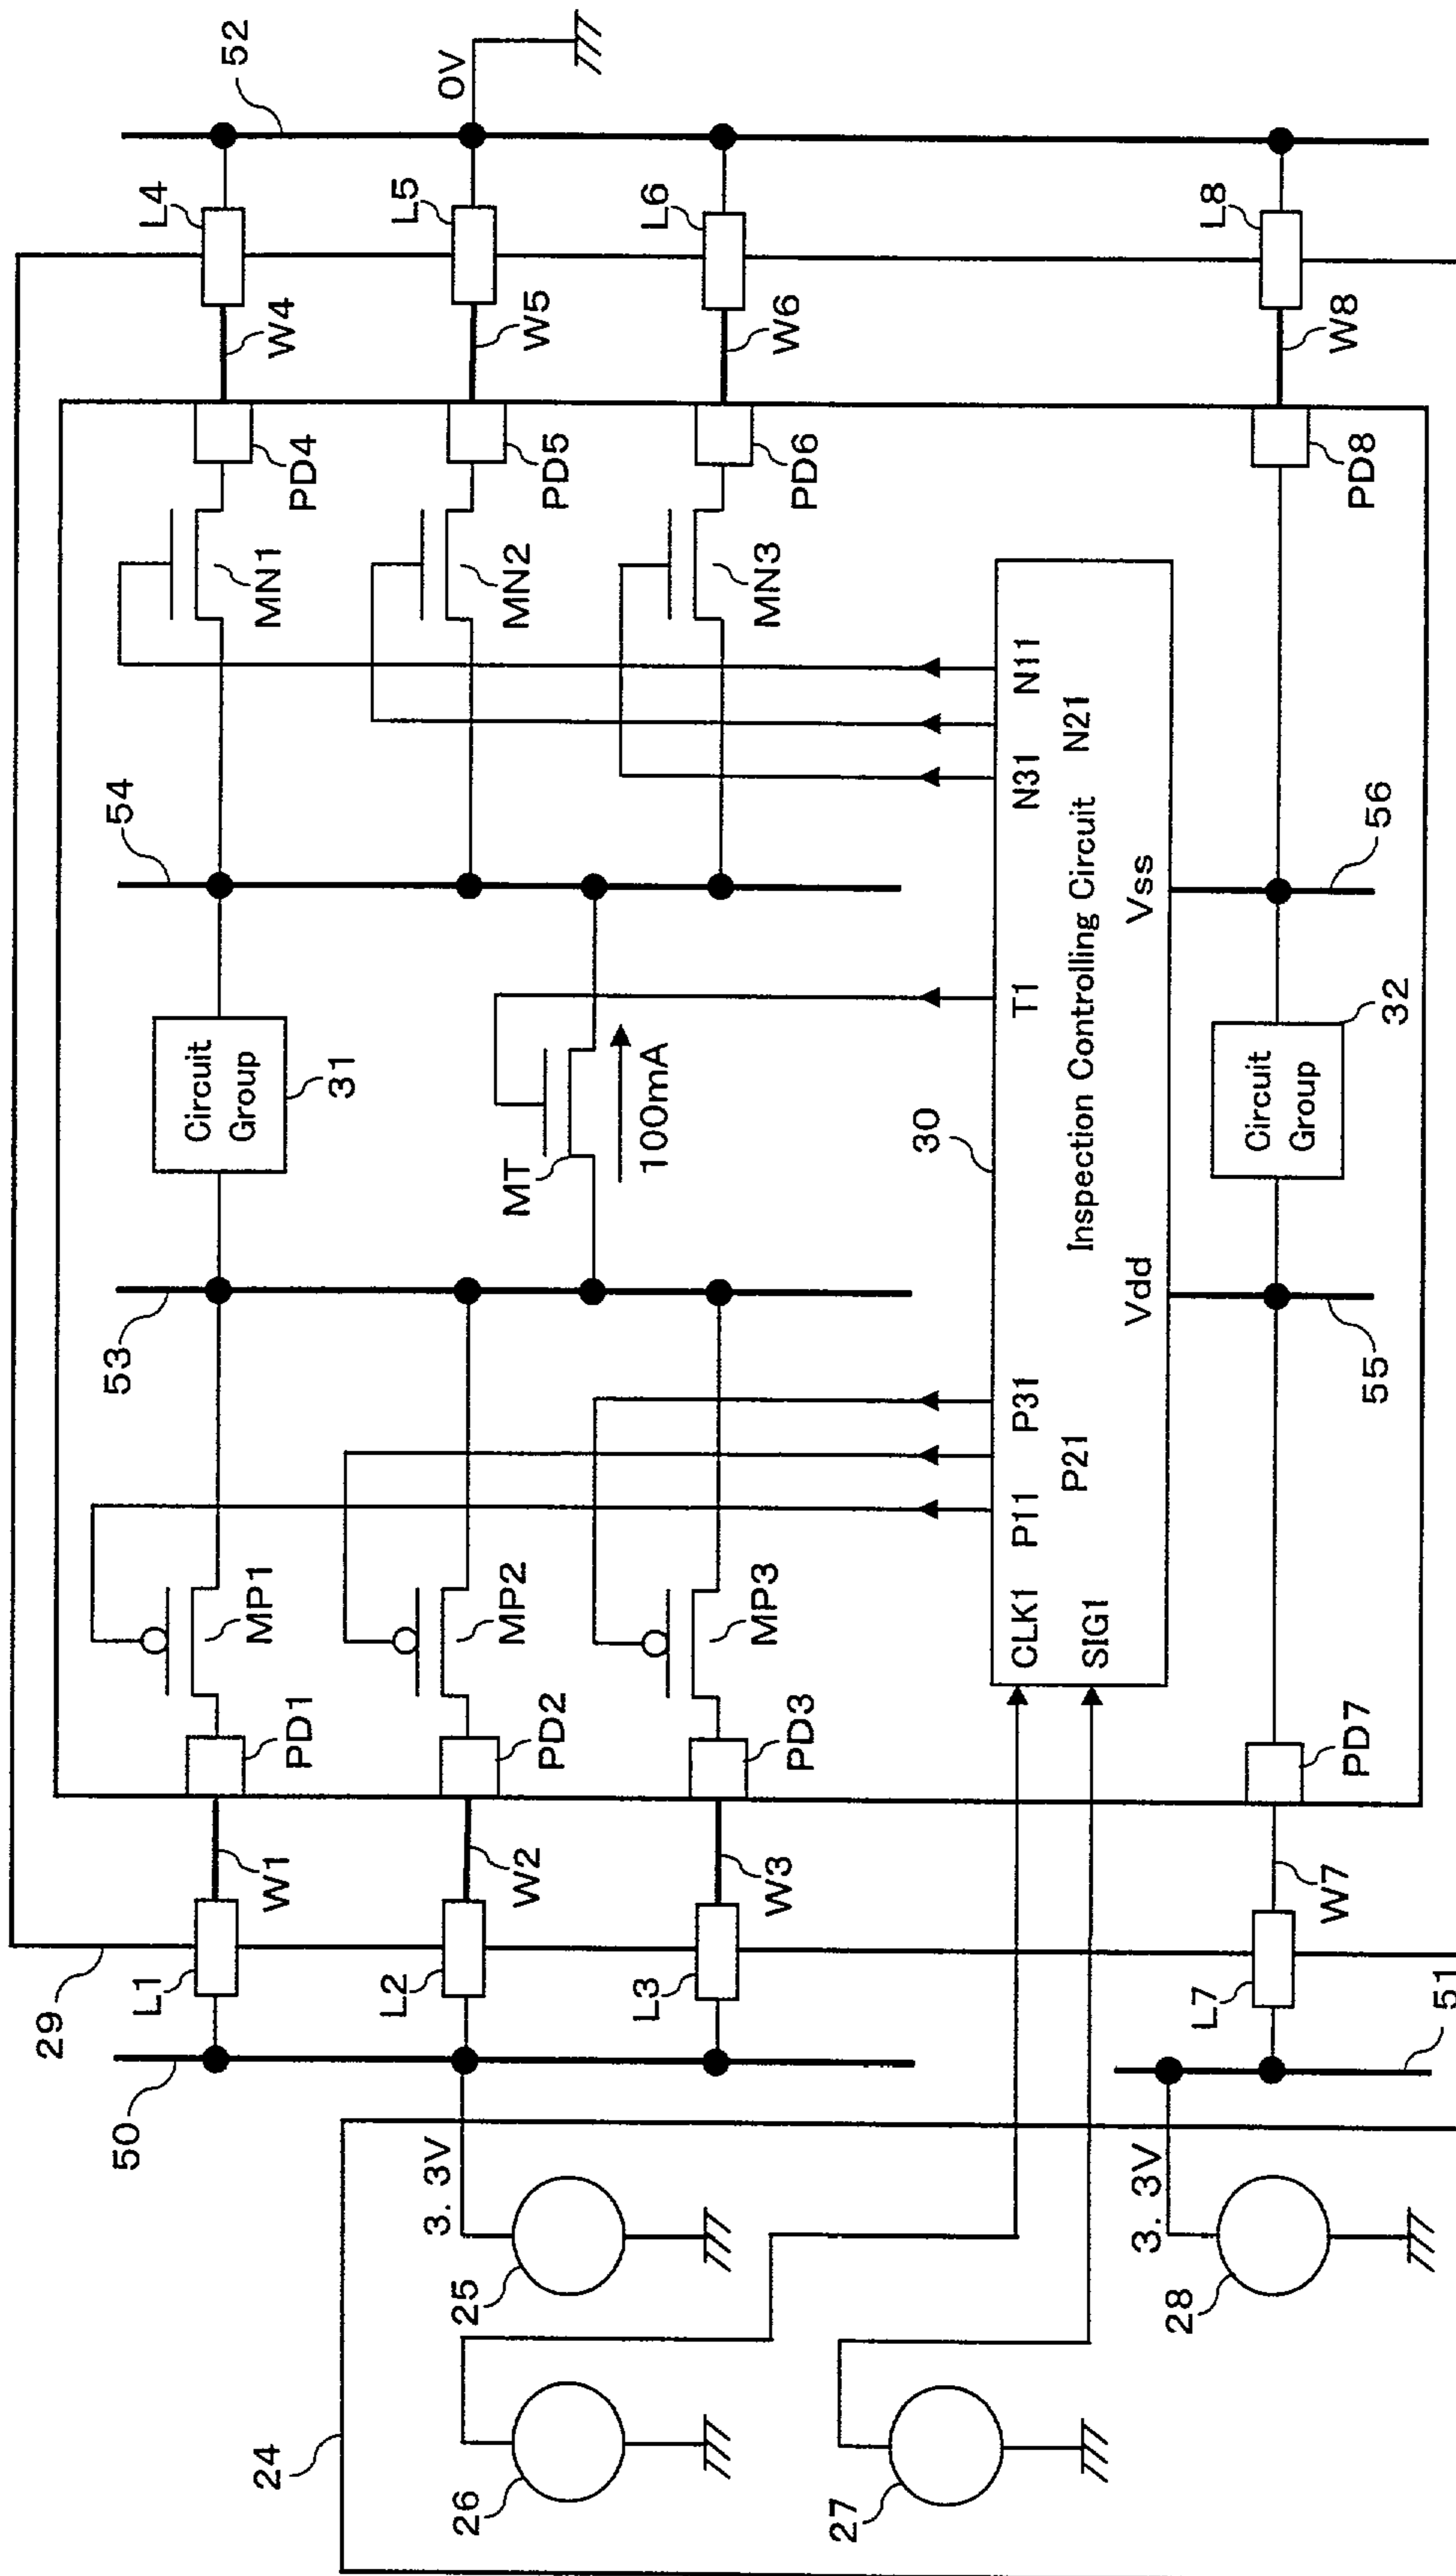 24
26
27
25
28
3. 3V
3. 3V
50
51
29
L1
L2
L3
L7
W1
W2
W3
W7
PD1
PD2
PD3
PD7
MP1
MP2
MP3
53
Circuit
Group
31
54
MT
100mA
MN1
MN2
MN3
30
CLK1
P11
P31
T1
N31
N11
SIG1
P21
Inspection Controlling Circuit
N21
Vdd
Vss
55
56
Circuit
Group
32
PD4
PD5
PD6
PD8
W4
W5
W6
W8
L4
L5
L6
L8
52
0V